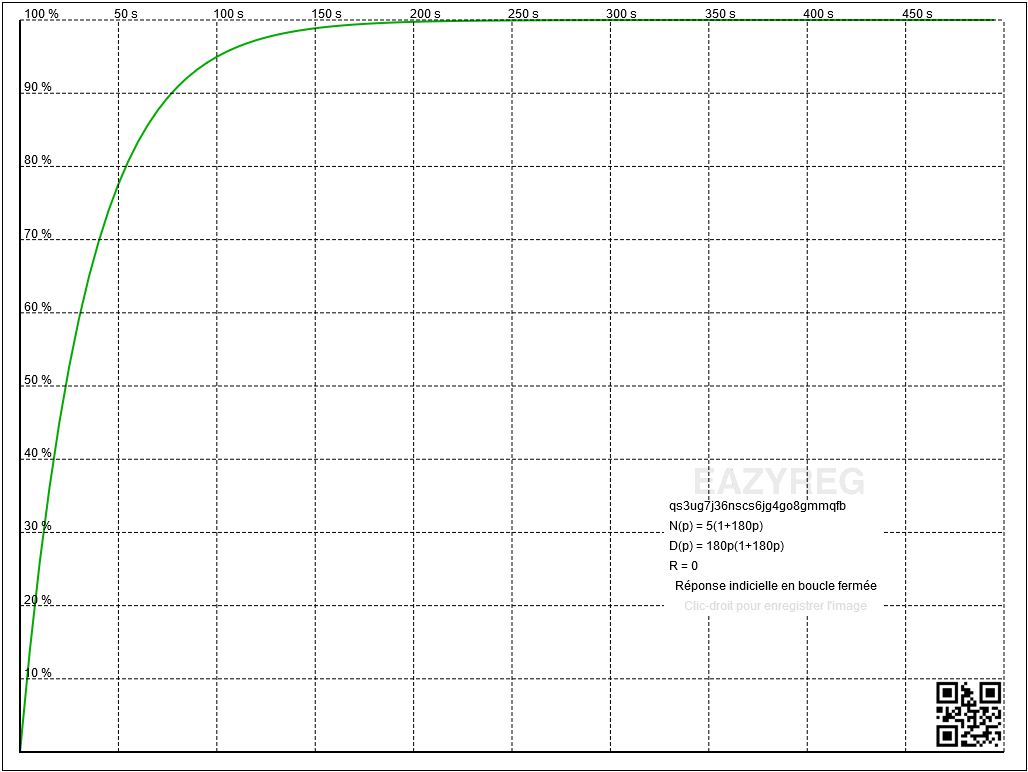 100 % 50 s 100 s 150 s 200 s 250 s 300 s 350 s 400 s 450 s
90 %
80 %
70 %
60 %
50 %
40 %
EAZYREG
qs3ug7j36nscs6jg4go8gmmqfb
30 %
N(p) = 5(1+180p)
D(p) = 180p(1+180p)
R = 0
Réponse indicielle en boucle fermée
20 %
Clic-droit pour enregistrer l'image
10 %